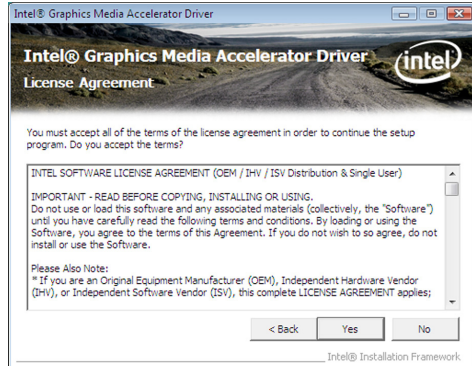 Intel® Graphics Media Accelerator Driver
Intel® Graphics Media Accelerator Driver
License Agreement
intel
You must accept all of the terms of the license agreement in order to continue the setup
program. Do you accept the terms?
INTEL SOFTWARE LICENSE AGREEMENT (OEM / IHV / ISV Distribution & Single User)
IMPORTANT - READ BEFORE COPYING, INSTALLING OR USING.
Do not use or load this software and any associated materials (collectively, the "Software")
until you have carefully read the following terms and conditions. By loading or using the
Software, you agree to the terms of this Agreement. If you do not wish to so agree, do not
install or use the Software.
Please Also Note:
* If you are an Original Equipment Manufacturer (OEM), Independent Hardware Vendor
(IHV), or Independent Software Vendor (ISV), this complete LICENSE AGREEMENT applies;
< Back Yes No
Intel® Installation Framework